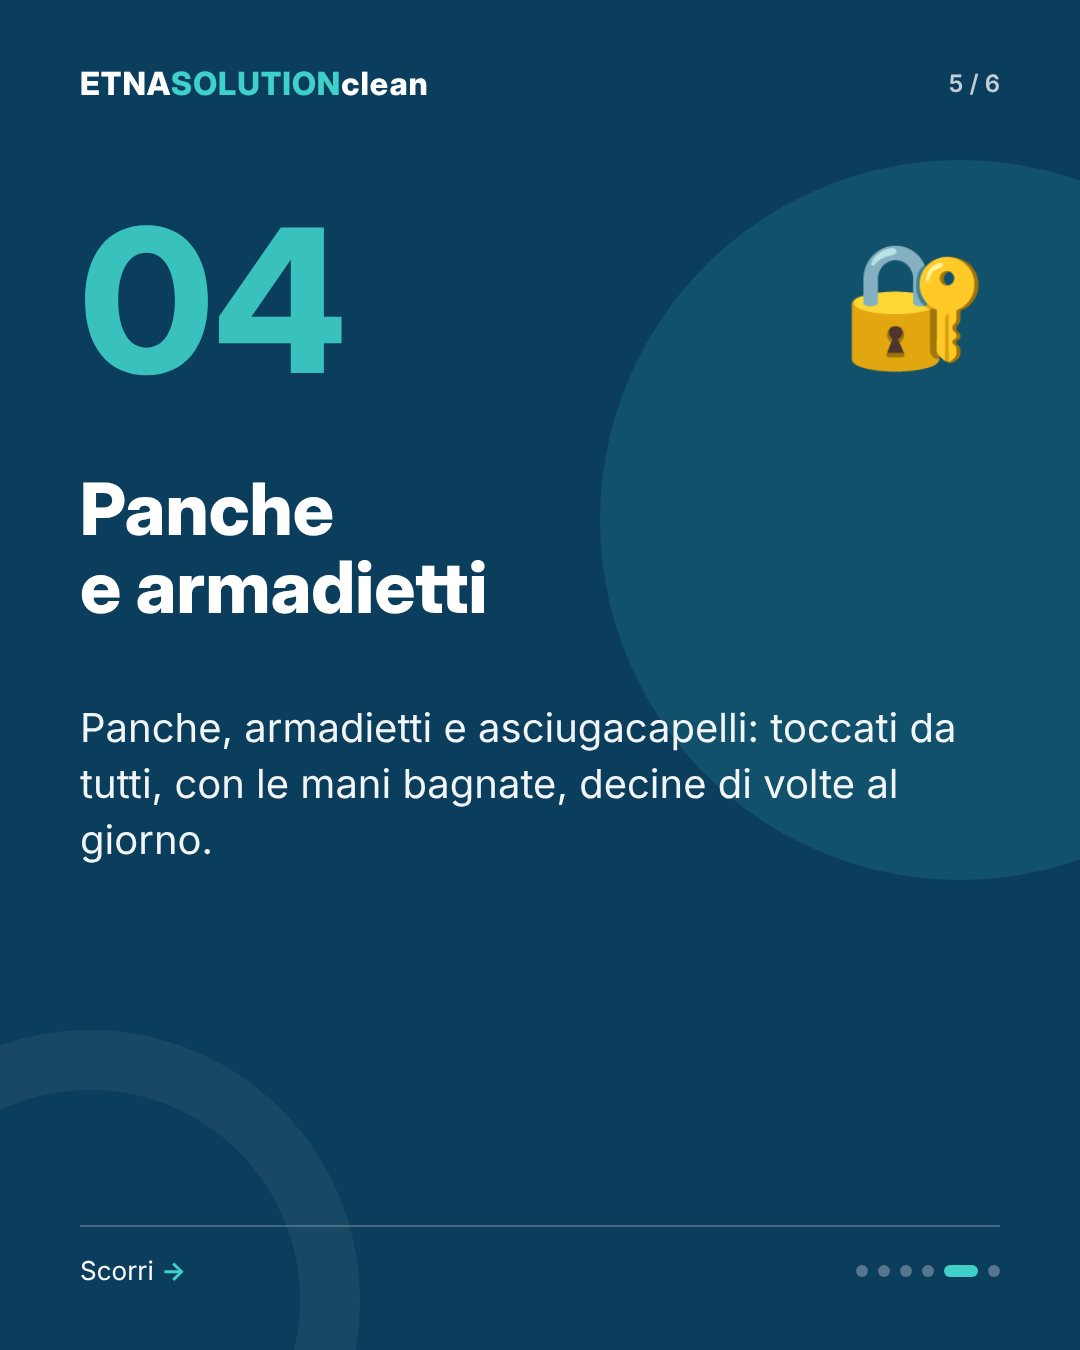 ETNASOLUTIONclean
5 / 6
04
Panche
e armadietti
Panche, armadietti e asciugacapelli: toccati da
tutti, con le mani bagnate, decine di volte al
giorno.
Scorri →